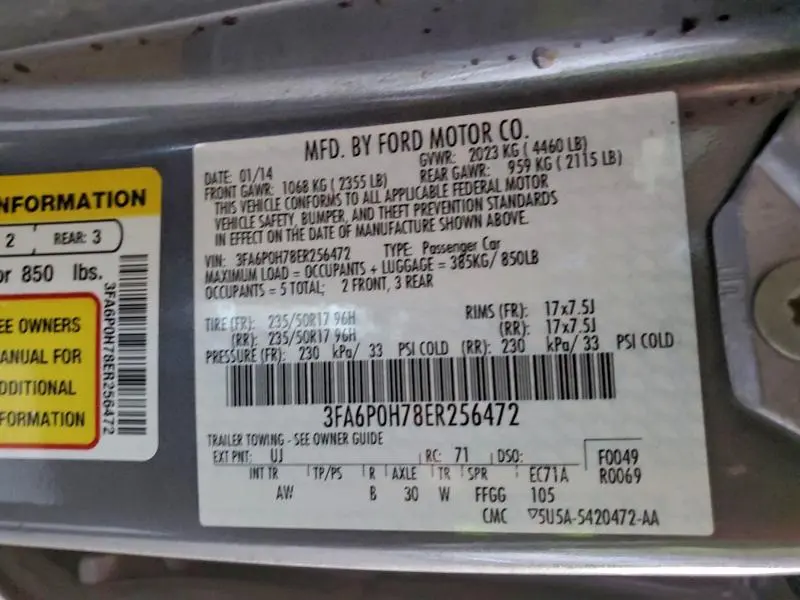 MFD. BY FORD MOTOR CO.
DATE: 01/14 GVWR: 2023 KG ( 4460 LB)
FRONT GAWR: 1068 KG ( 2355 LB) REAR GAWR: 959 KG ( 2115 LB)
THIS VEHICLE CONFORMS TO ALL APPLICABLE FEDERAL MOTOR
VEHICLE SAFETY, BUMPER, AND THEFT PREVENTION STANDARDS
IN EFFECT ON THE DATE OF MANUFACTURE SHOWN ABOVE.
VIN: 3FA6P0H78ER256472 TYPE: Passenger Car
MAXIMUM LOAD = OCCUPANTS + LUGGAGE = 385KG/ 850LB
OCCUPANTS = 5 TOTAL; 2 FRONT, 3 REAR
TIRE (FR): 235/50R17 96H RIMS (FR): 17x7.5J
(RR): 235/50R17 96H (RR): 17x7.5J
PRESSURE (FR): 230 kPa/ 33 PSI COLD (RR): 230 kPa/ 33 PSI COLD
3FA6P0H78ER256472
TRAILER TOWING - SEE OWNER GUIDE
EXT PNT: UJ RC: 71 DSO: F0049
INT TR TP/PS R AXLE TR SPR EC71A R0069
AW B 30 W FFGG 105
CMC 5U5A-5420472-AA
NFORMATION
2 REAR: 3
or 850 lbs.
EE OWNERS
MANUAL FOR
DDITIONAL
FORMATION
3FA6P0H78ER256472